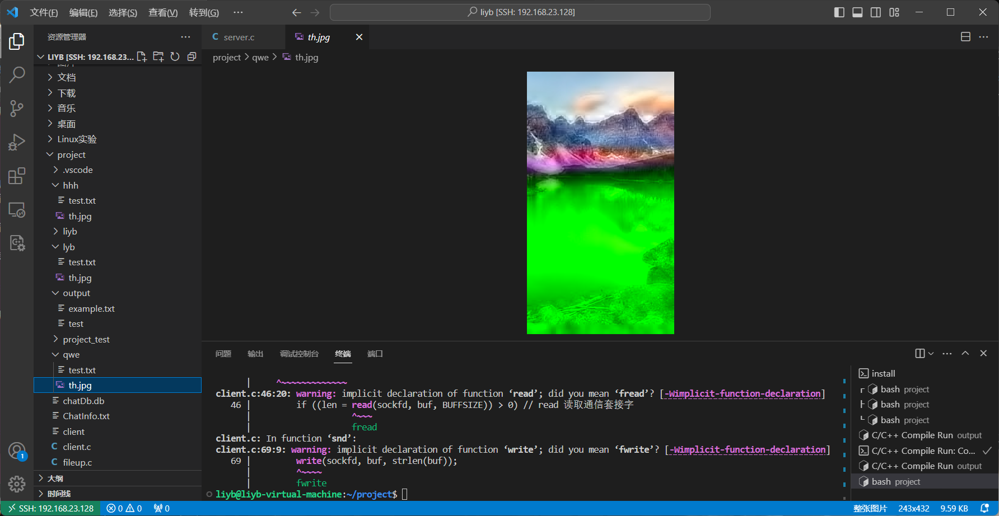 文件(F) 编辑(E) 选择(S) 查看(V) 转到(G) ··· liyb [SSH: 192.168.23.128]
资源管理器 ···
LIYB [SSH: 192.168.23...
文档
下载
音乐
桌面
Linux实验
project
.vscode
hhh
test.txt
th.jpg
liyb
lyb
test.txt
th.jpg
output
example.txt
test
project_test
qwe
test.txt
th.jpg
chatDb.db
ChatInfo.txt
client
C client.c
C fileup.c
大纲
时间线
1
C server.c th.jpg
project > qwe > th.jpg
问题 输出 调试控制台 终端 端口
| ^~~~~~~~~~~~~~
client.c:46:20: warning: implicit declaration of function ‘read’; did you mean ‘fread’? [-Wimplicit-function-declaration]
46 | if ((len = read(sockfd, buf, BUFFSIZE)) > 0) // read 读取通信套接字
| ^~~~
| fread
client.c: In function ‘snd’:
client.c:69:9: warning: implicit declaration of function ‘write’; did you mean ‘fwrite’? [-Wimplicit-function-declaration]
69 | write(sockfd, buf, strlen(buf));
| ^~~~~
| fwrite
liyb@liyb-virtual-machine:~/project$
install
bash project
bash project
bash project
C/C++ Compile Run output
C/C++ Compile Run: Co...
C/C++ Compile Run output
bash project
SSH: 192.168.23.128 0 0 0 整张图片 243x432 9.59 KB